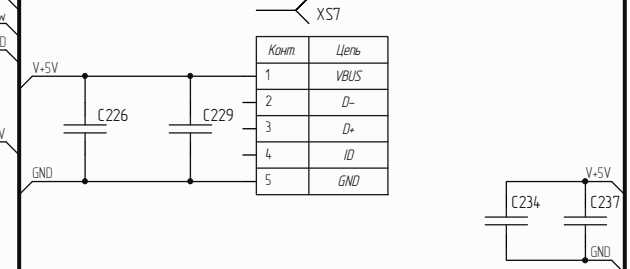 XS7
Конт. Цепь
1 VBUS
2 D-
3 D+
4 ID
5 GND
V+5V
C226
C229
GND
V+5V
C234
C237
GND